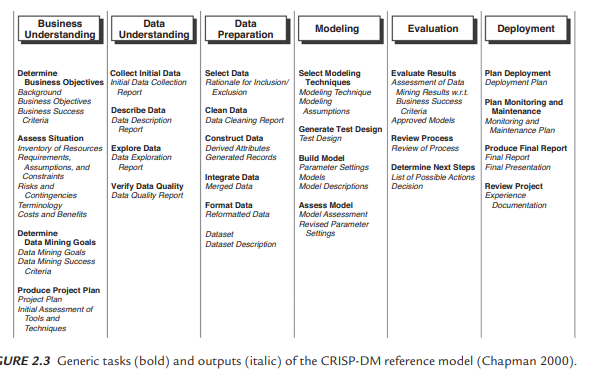 Business
Understanding
Data
Understanding
Data
Preparation
Modeling
Evaluation
Deployment
Determine
Business Objectives
Background
Business Objectives
Business Success
Criteria
Assess Situation
Inventory of Resources
Requirements,
Assumptions, and
Constraints
Risks and
Contingencies
Terminology
Costs and Benefits
Determine
Data Mining Goals
Data Mining Goals
Data Mining Success
Criteria
Produce Project Plan
Project Plan
Initial Assessment of
Tools and
Techniques
Collect Initial Data
Initial Data Collection
Report
Describe Data
Data Description
Report
Explore Data
Data Exploration
Report
Verify Data Quality
Data Quality Report
Select Data
Rationale for Inclusion/
Exclusion
Clean Data
Data Cleaning Report
Construct Data
Derived Attributes
Generated Records
Integrate Data
Merged Data
Format Data
Reformatted Data
Dataset
Dataset Description
Select Modeling
Techniques
Modeling Technique
Modeling
Assumptions
Generate Test Design
Test Design
Build Model
Parameter Settings
Models
Model Descriptions
Assess Model
Model Assessment
Revised Parameter
Settings
Evaluate Results
Assessment of Data
Mining Results w.r.t.
Business Success
Criteria
Approved Models
Review Process
Review of Process
Determine Next Steps
List of Possible Actions
Decision
Plan Deployment
Deployment Plan
Plan Monitoring and
Maintenance
Monitoring and
Maintenance Plan
Produce Final Report
Final Report
Final Presentation
Review Project
Experience
Documentation
GURE 2.3 Generic tasks (bold) and outputs (italic) of the CRISP-DM reference model (Chapman 2000).